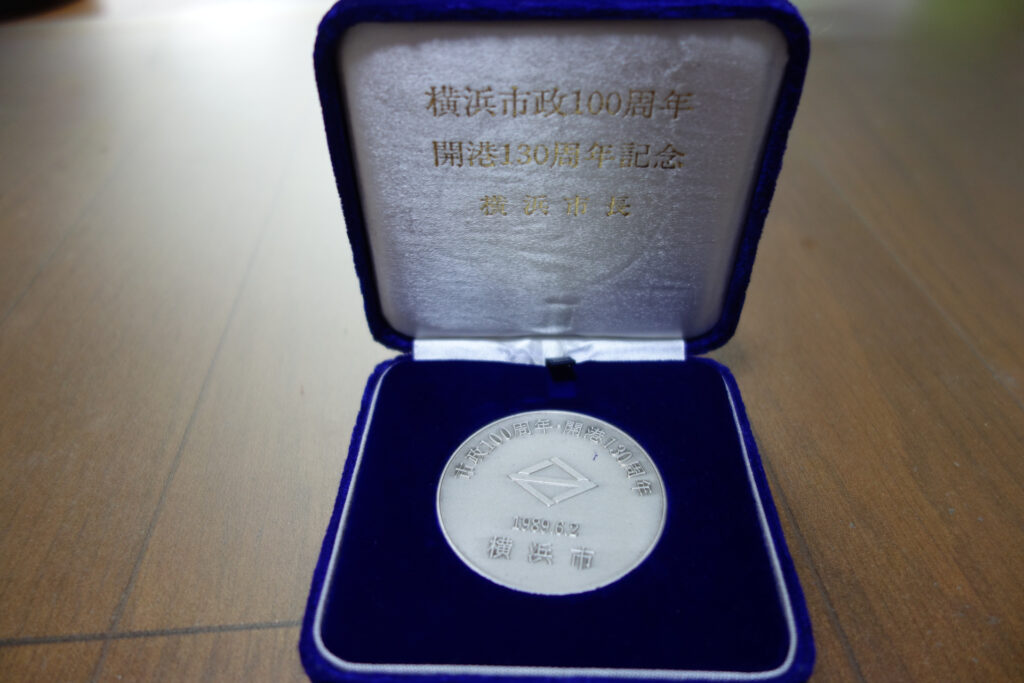 横浜市政100周年
開港130周年記念
横浜市長
市政100周年・開港130周年
1989.6.2
横浜市